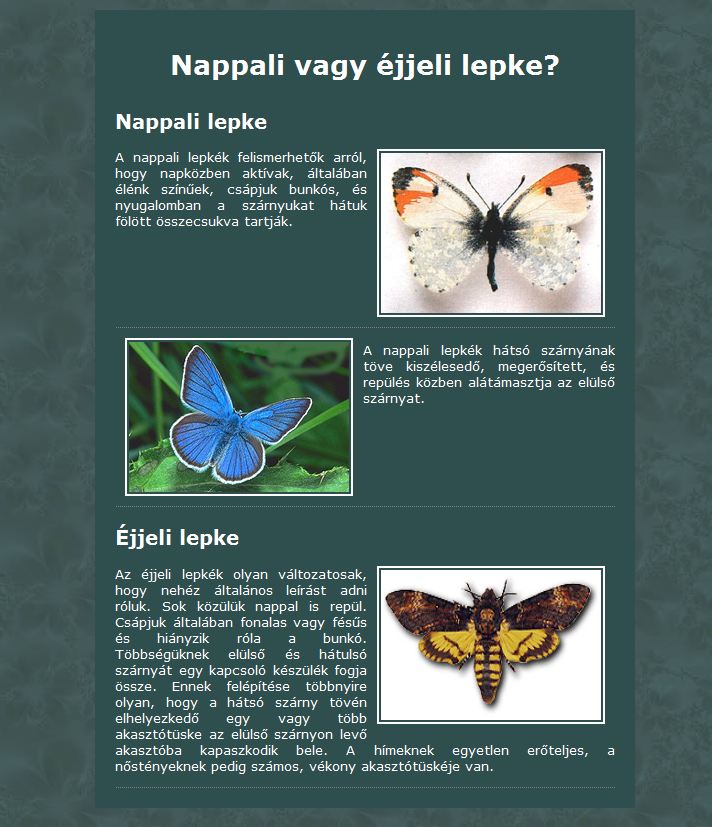 Nappali vagy éjjeli lepke?
Nappali lepke
A nappali lepkék felismerhetők arról,
hogy napközben aktívak, általában
élénk színűek, csápjuk bunkós, és
nyugalomban a szárnyukat hátuk
fölött összecsukva tartják.
A nappali lepkék hátsó szárnyának
töve kiszélesedő, megerősített, és
repülés közben alátámasztja az elülső
szárnyat.
Éjjeli lepke
Az éjjeli lepkék olyan változatosak,
hogy nehéz általános leírást adni
róluk. Sok közülük nappal is repül.
Csápjuk általában fonalas vagy fésűs
és hiányzik róla a bunkó.
Többségüknek elülső és hátulsó
szárnyát egy kapcsoló készülék fogja
össze. Ennek felépítése többnyire
olyan, hogy a hátsó szárny tövén
elhelyezkedő egy vagy több
akasztótüske az elülső szárnyon levő
akasztóba kapaszkodik bele. A hímeknek egyetlen erőteljes, a
nőstényeknek pedig számos, vékony akasztótüskéje van.